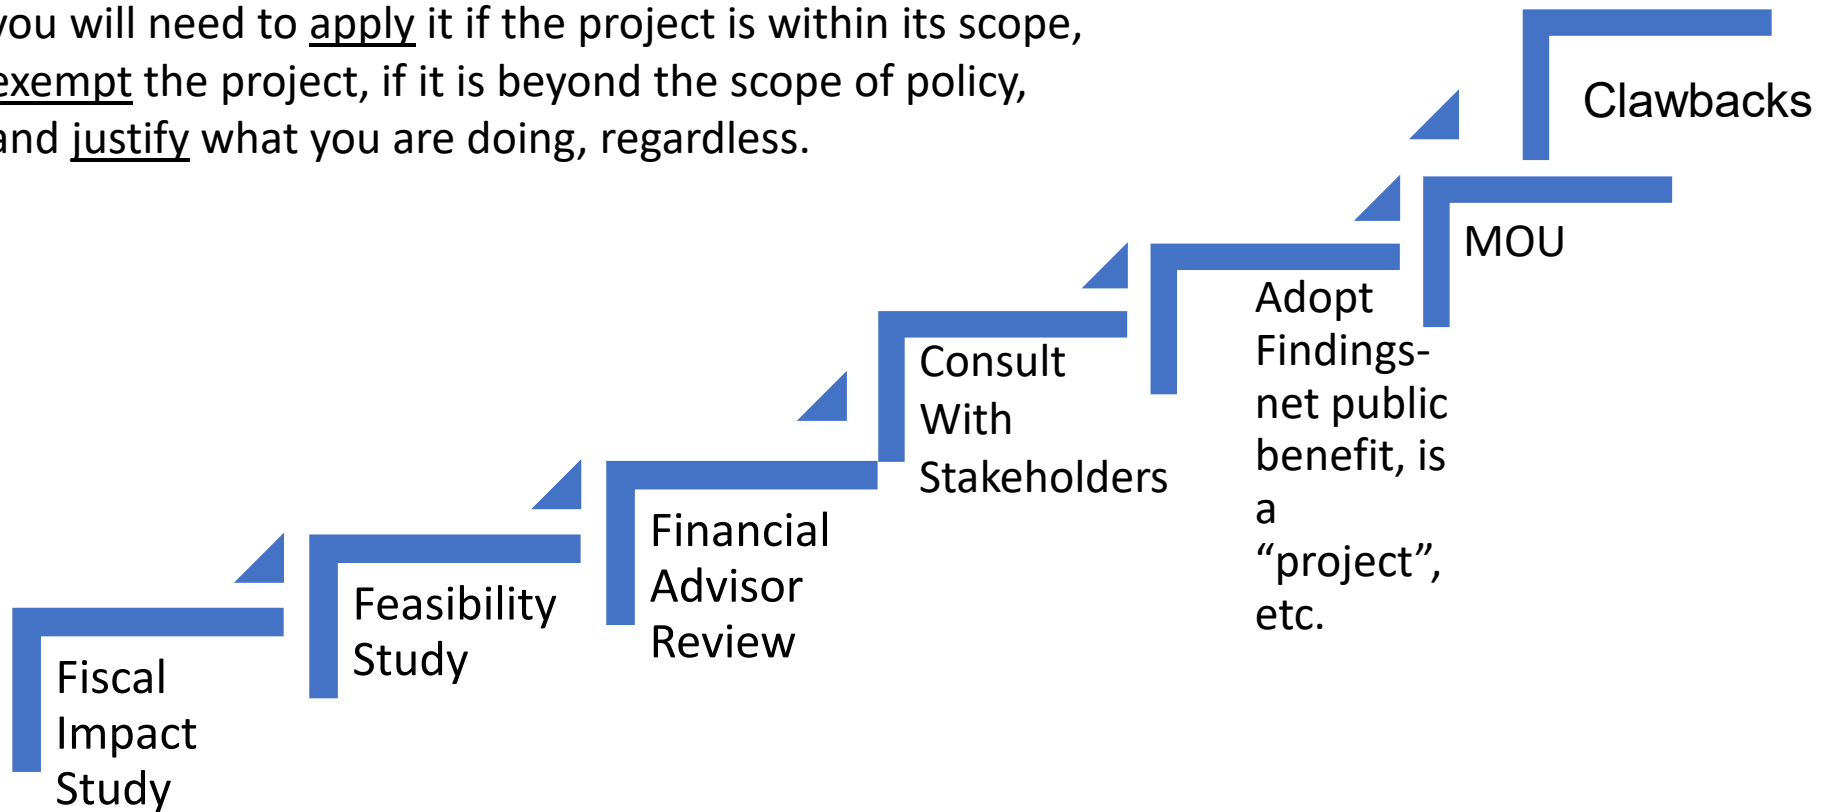 you will need to apply it if the project is within its scope,
exempt the project, if it is beyond the scope of policy,
and justify what you are doing, regardless.
Fiscal
Impact
Study
Feasibility
Study
Financial
Advisor
Review
Consult
With
Stakeholders
Adopt
Findings-
net public
benefit, is
a
“project”,
etc.
MOU
Clawbacks